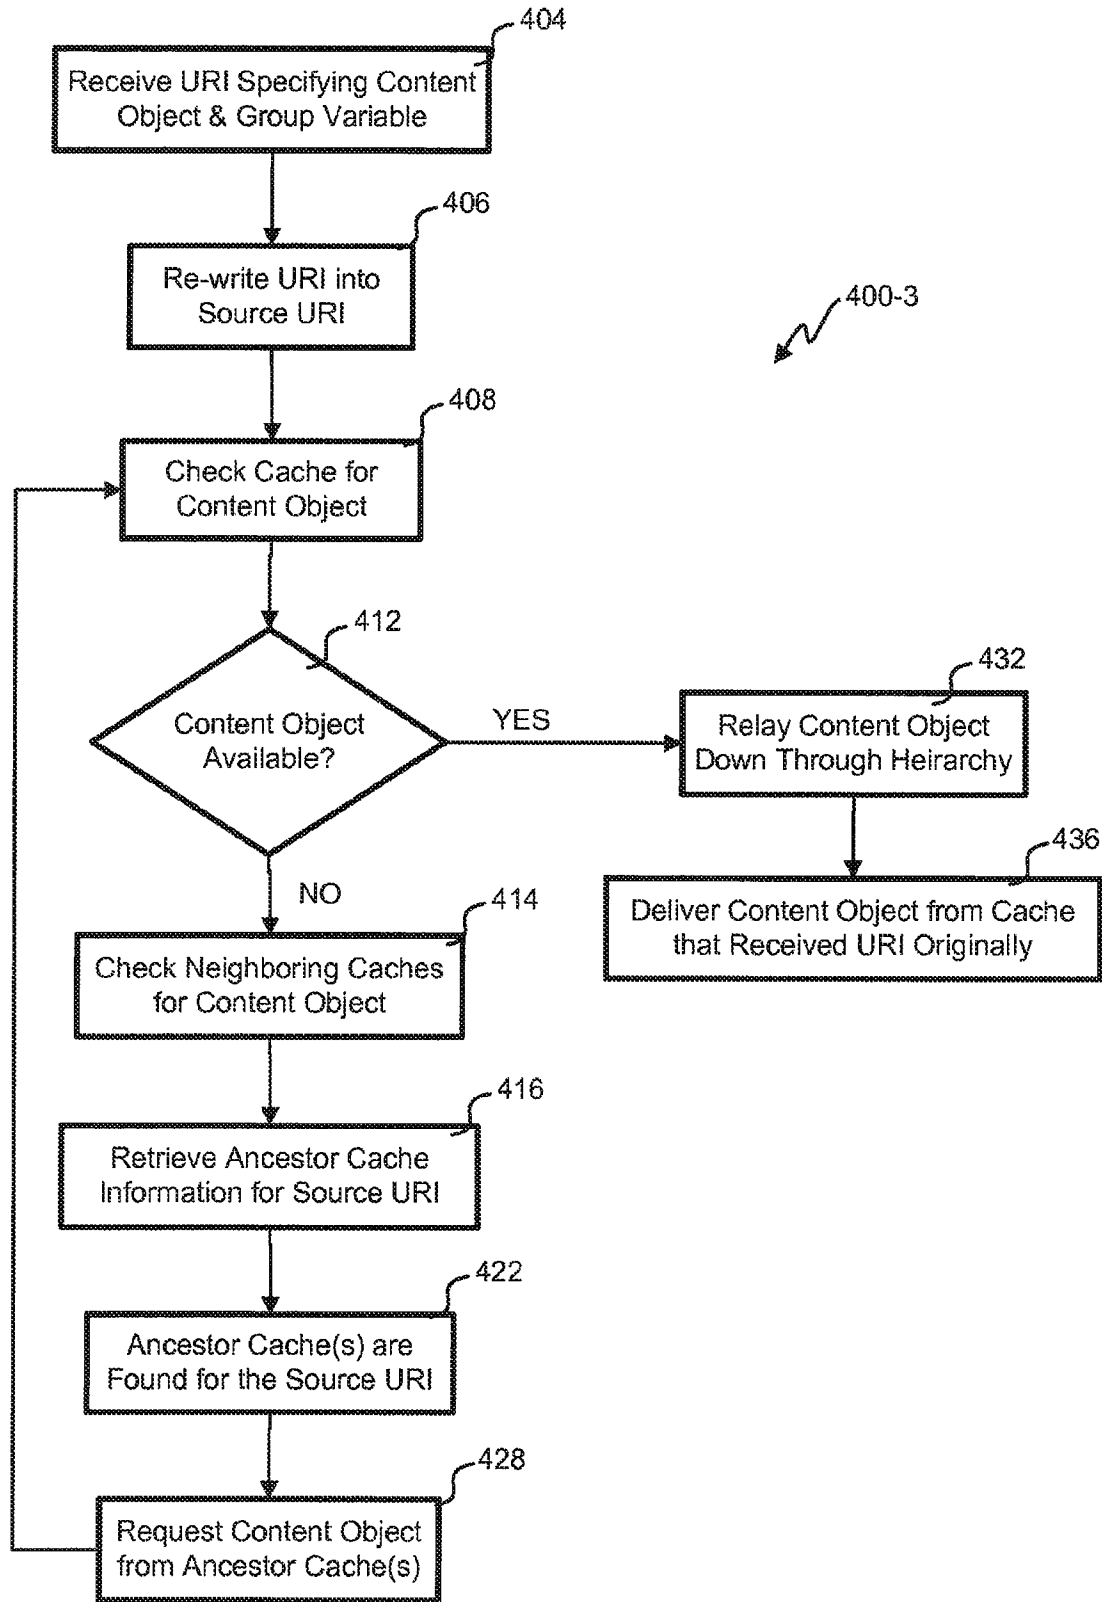 404
Receive URI Specifying Content
Object & Group Variable
406
Re-write URI into
Source URI
400-3
408
Check Cache for
Content Object
412
Content Object
Available?
YES
432
Relay Content Object
Down Through Heirarchy
436
Deliver Content Object from Cache
that Received URI Originally
NO
414
Check Neighboring Caches
for Content Object
416
Retrieve Ancestor Cache
Information for Source URI
422
Ancestor Cache(s) are
Found for the Source URI
428
Request Content Object
from Ancestor Cache(s)